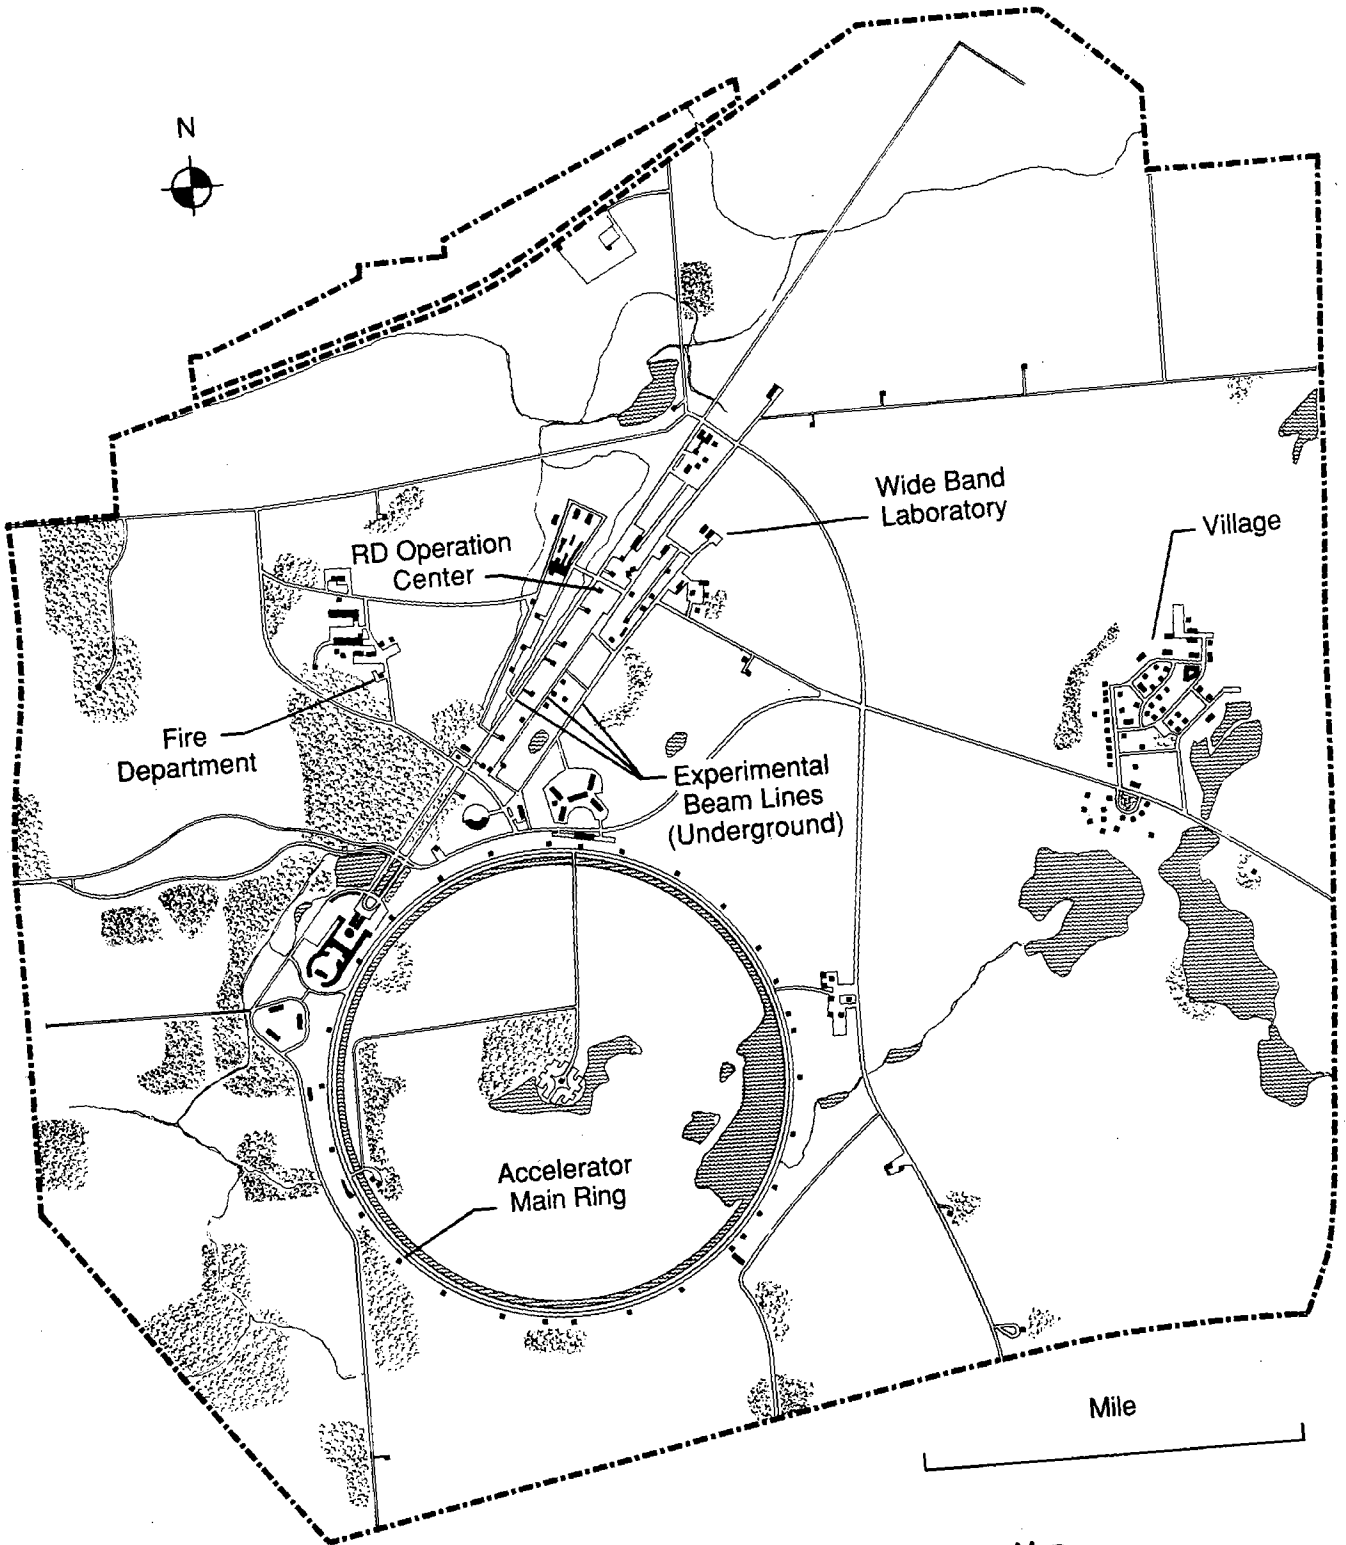 N
Wide Band
Laboratory
Village
RD Operation
Center
Fire
Department
Experimental
Beam Lines
(Underground)
Accelerator
Main Ring
Mile